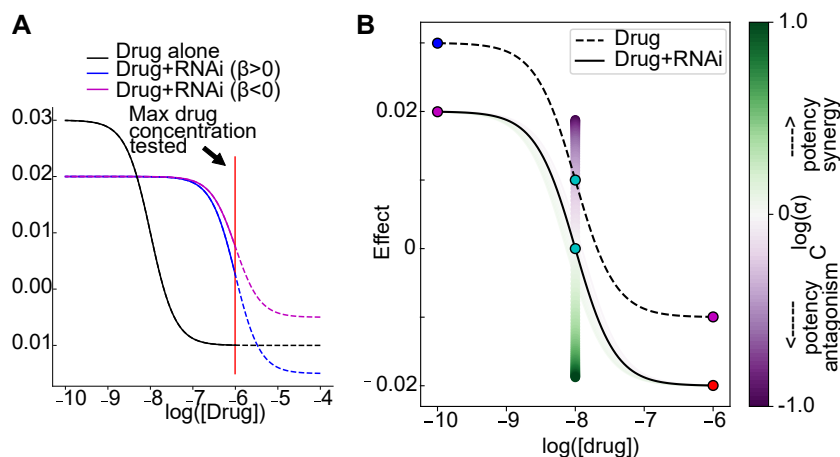 A
Drug alone
Drug+RNAi (β>0)
Drug+RNAi (β<0)
Max drug
concentration
tested
0.03
0.02
0.01
0.00
0.01
−10
−9
−8
−7
−6
−5
−4
log([Drug])
B
Drug
Drug+RNAi
Effect
0.02
0
−0.02
−10
−9
−8
−7
−6
log([drug])
1.0
0
-1.0
---->
potency
synergy
log(α)
C
<-----
potency
antagonism